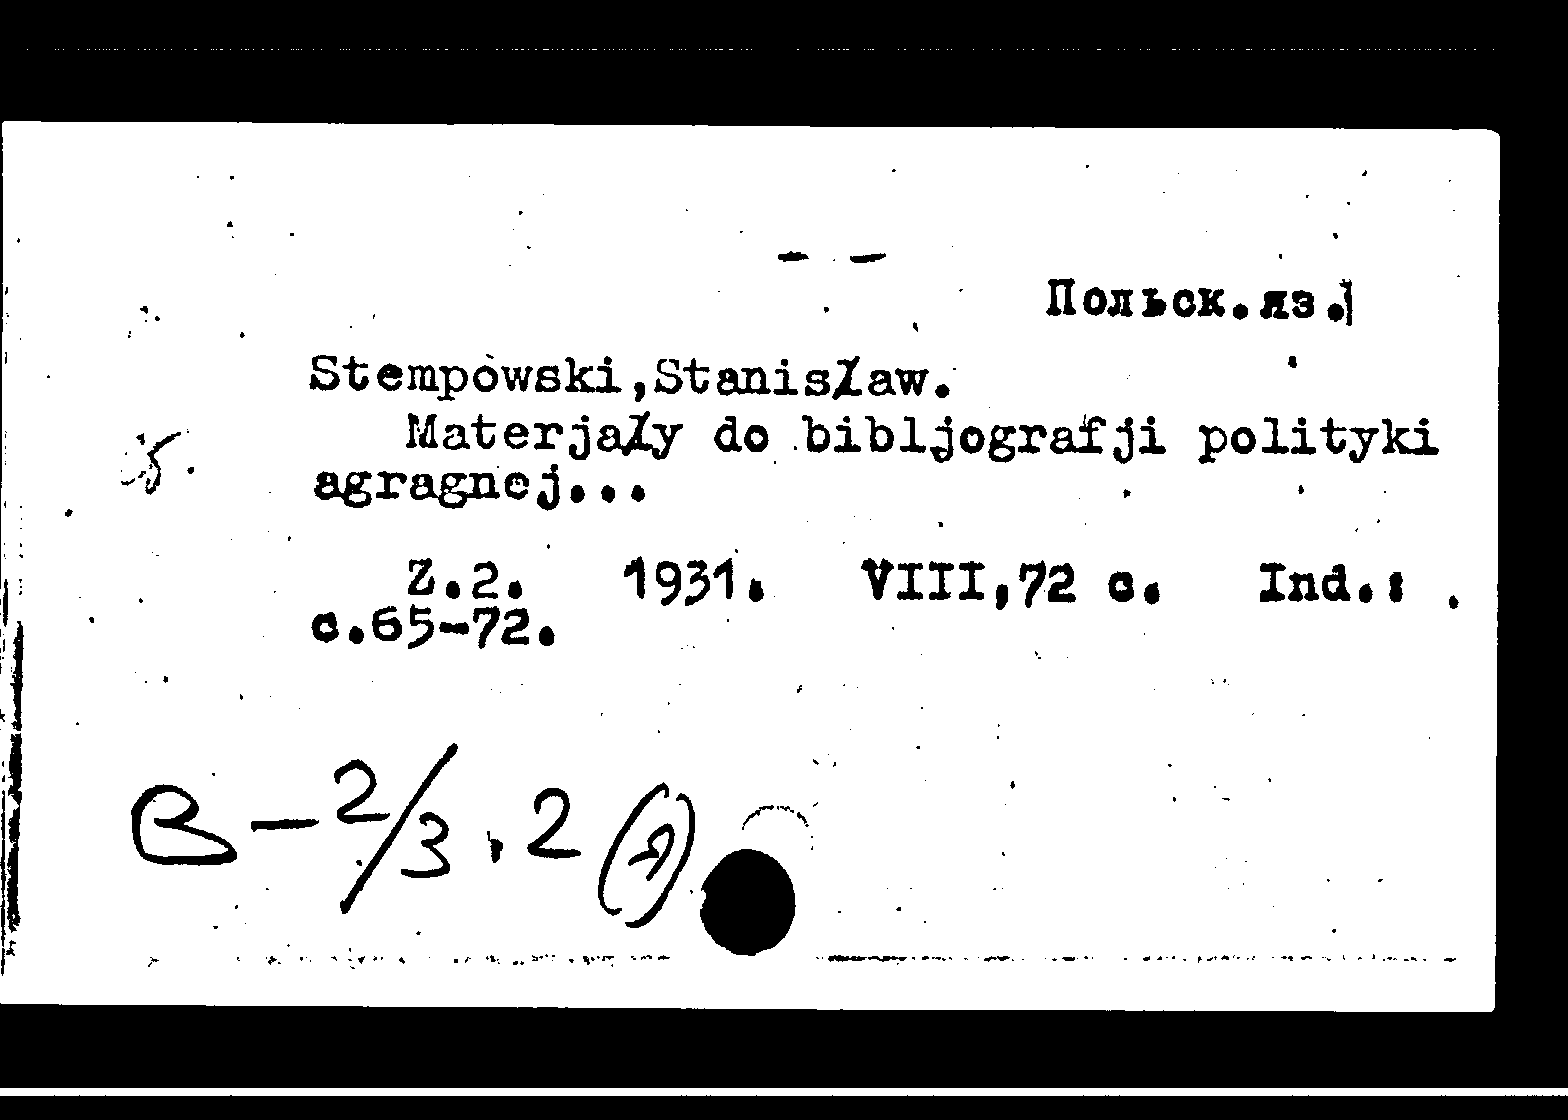 Польск.яз.
Stempowski,Stanisław.
Materjały do bibljografji polityki
agragnej...
Z.2. 1931. VIII,72 c. Ind.:
c.65-72.
В-2/3.2(Я)